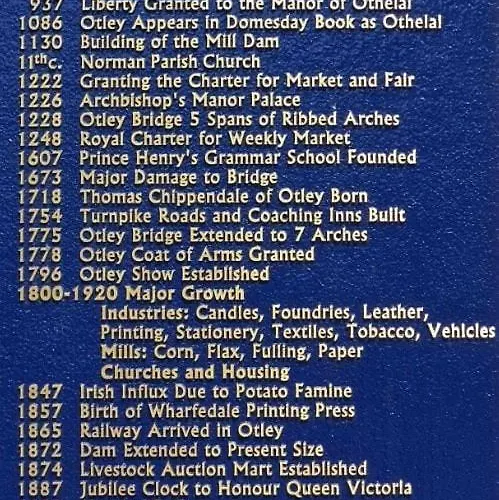 937 Liberty Granted to the Manor of Othelai
1086 Otley Appears in Domesday Book as Othelai
1130 Building of the Mill Dam
11thc. Norman Parish Church
1222 Granting the Charter for Market and Fair
1226 Archbishop's Manor Palace
1228 Otley Bridge 5 Spans of Ribbed Arches
1248 Royal Charter for Weekly Market
1607 Prince Henry's Grammar School Founded
1673 Major Damage to Bridge
1718 Thomas Chippendale of Otley Born
1754 Turnpike Roads and Coaching Inns Built
1775 Otley Bridge Extended to 7 Arches
1778 Otley Coat of Arms Granted
1796 Otley Show Established
1800-1920 Major Growth
Industries: Candles, Foundries, Leather,
Printing, Stationery, Textiles, Tobacco, Vehicles
Mills: Corn, Flax, Fulling, Paper
Churches and Housing
1847 Irish Influx Due to Potato Famine
1857 Birth of Wharfedale Printing Press
1865 Railway Arrived in Otley
1872 Dam Extended to Present Size
1874 Livestock Auction Mart Established
1887 Jubilee Clock to Honour Queen Victoria